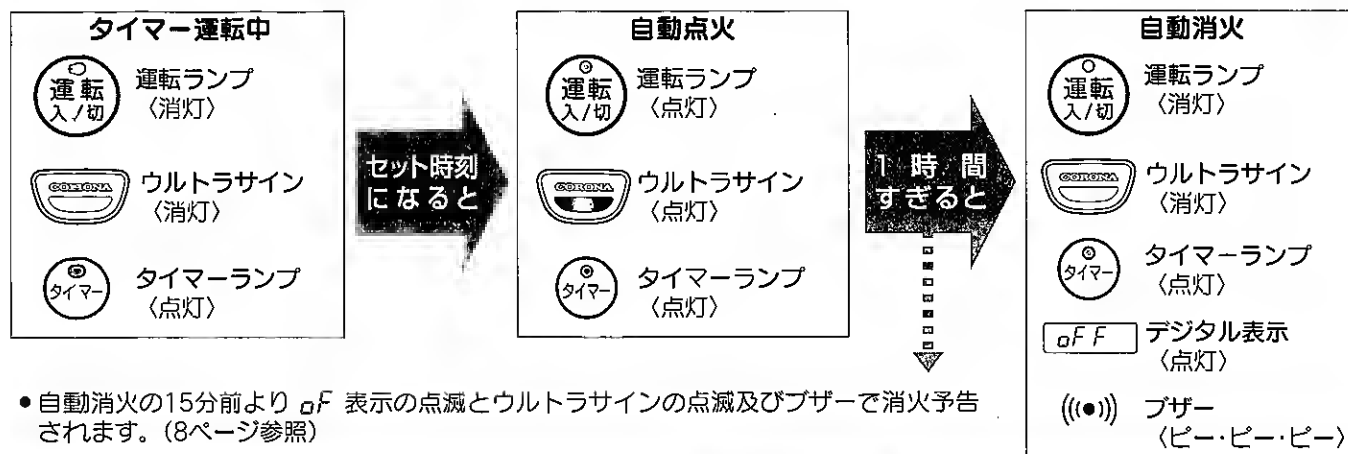 タイマー運転中
運転
入/切
運転ランプ
〈消灯〉
CORONA
ウルトラサイン
〈消灯〉
タイマー
タイマーランプ
〈点灯〉
セット時刻
になると
自動点火
運転
入/切
運転ランプ
〈点灯〉
CORONA
ウルトラサイン
〈点灯〉
タイマー
タイマーランプ
〈点灯〉
1時間
すぎると
自動消火
運転
入/切
運転ランプ
〈消灯〉
CORONA
ウルトラサイン
〈消灯〉
タイマー
タイマーランプ
〈点灯〉
oFF
デジタル表示
〈点灯〉
ブザー
〈ピー・ピー・ピー〉
●自動消火の15分前より oF 表示の点滅とウルトラサインの点滅及びブザーで消火予告
されます。(8ページ参照)